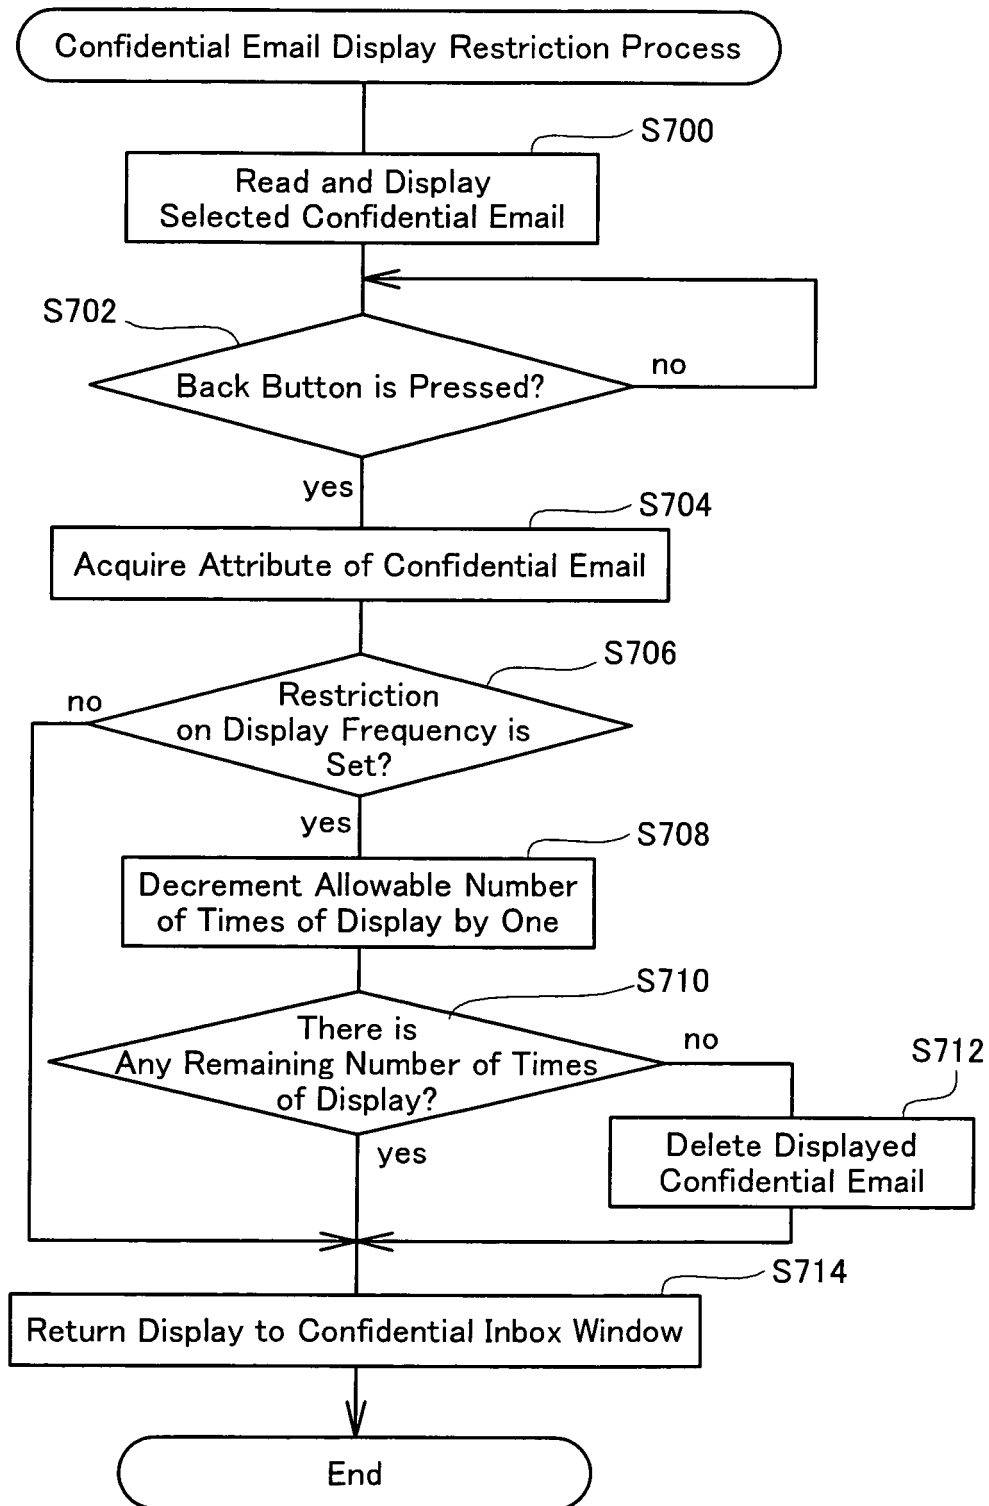 Confidential Email Display Restriction Process
S700
Read and Display
Selected Confidential Email
S702
Back Button is Pressed?
no
yes
S704
Acquire Attribute of Confidential Email
S706
no
Restriction
on Display Frequency is
Set?
yes
S708
Decrement Allowable Number
of Times of Display by One
S710
There is
Any Remaining Number of Times
of Display?
no
S712
yes
Delete Displayed
Confidential Email
S714
Return Display to Confidential Inbox Window
End